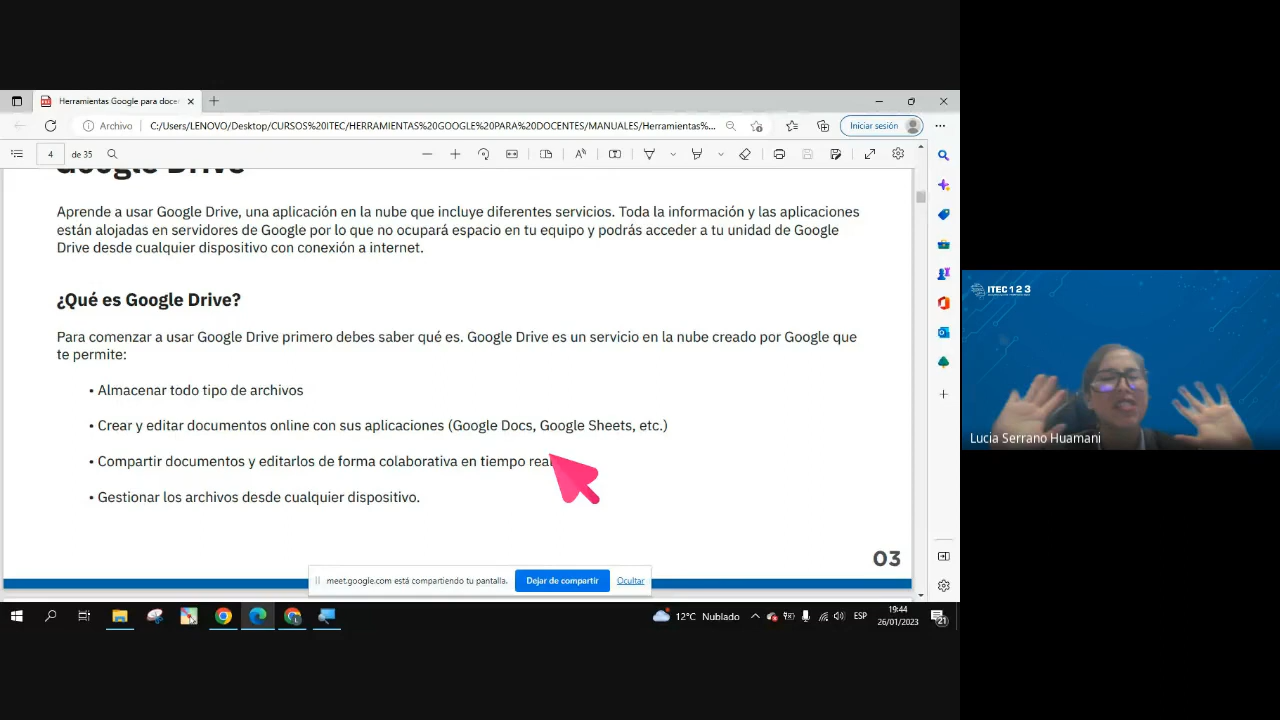 Herramientas Google para doce
Archivo
C:/Users/LENOVO/Desktop/CURSOS%20ITEC/HERRAMIENTAS%20GOOGLE%20PARA%20DOCENTES/MANUALES/Herramientas%...
Iniciar sesión
4 de 35
Google Drive
Aprende a usar Google Drive, una aplicación en la nube que incluye diferentes servicios. Toda la información y las aplicaciones
están alojadas en servidores de Google por lo que no ocupará espacio en tu equipo y podrás acceder a tu unidad de Google
Drive desde cualquier dispositivo con conexión a internet.
¿Qué es Google Drive?
Para comenzar a usar Google Drive primero debes saber qué es. Google Drive es un servicio en la nube creado por Google que
te permite:
• Almacenar todo tipo de archivos
• Crear y editar documentos online con sus aplicaciones (Google Docs, Google Sheets, etc.)
• Compartir documentos y editarlos de forma colaborativa en tiempo real
• Gestionar los archivos desde cualquier dispositivo.
03
meet.google.com está compartiendo tu pantalla.
Dejar de compartir
Ocultar
12°C Nublado
ESP
19:44
26/01/2023
21
ITEC 1 2 3
Lucia Serrano Huamani